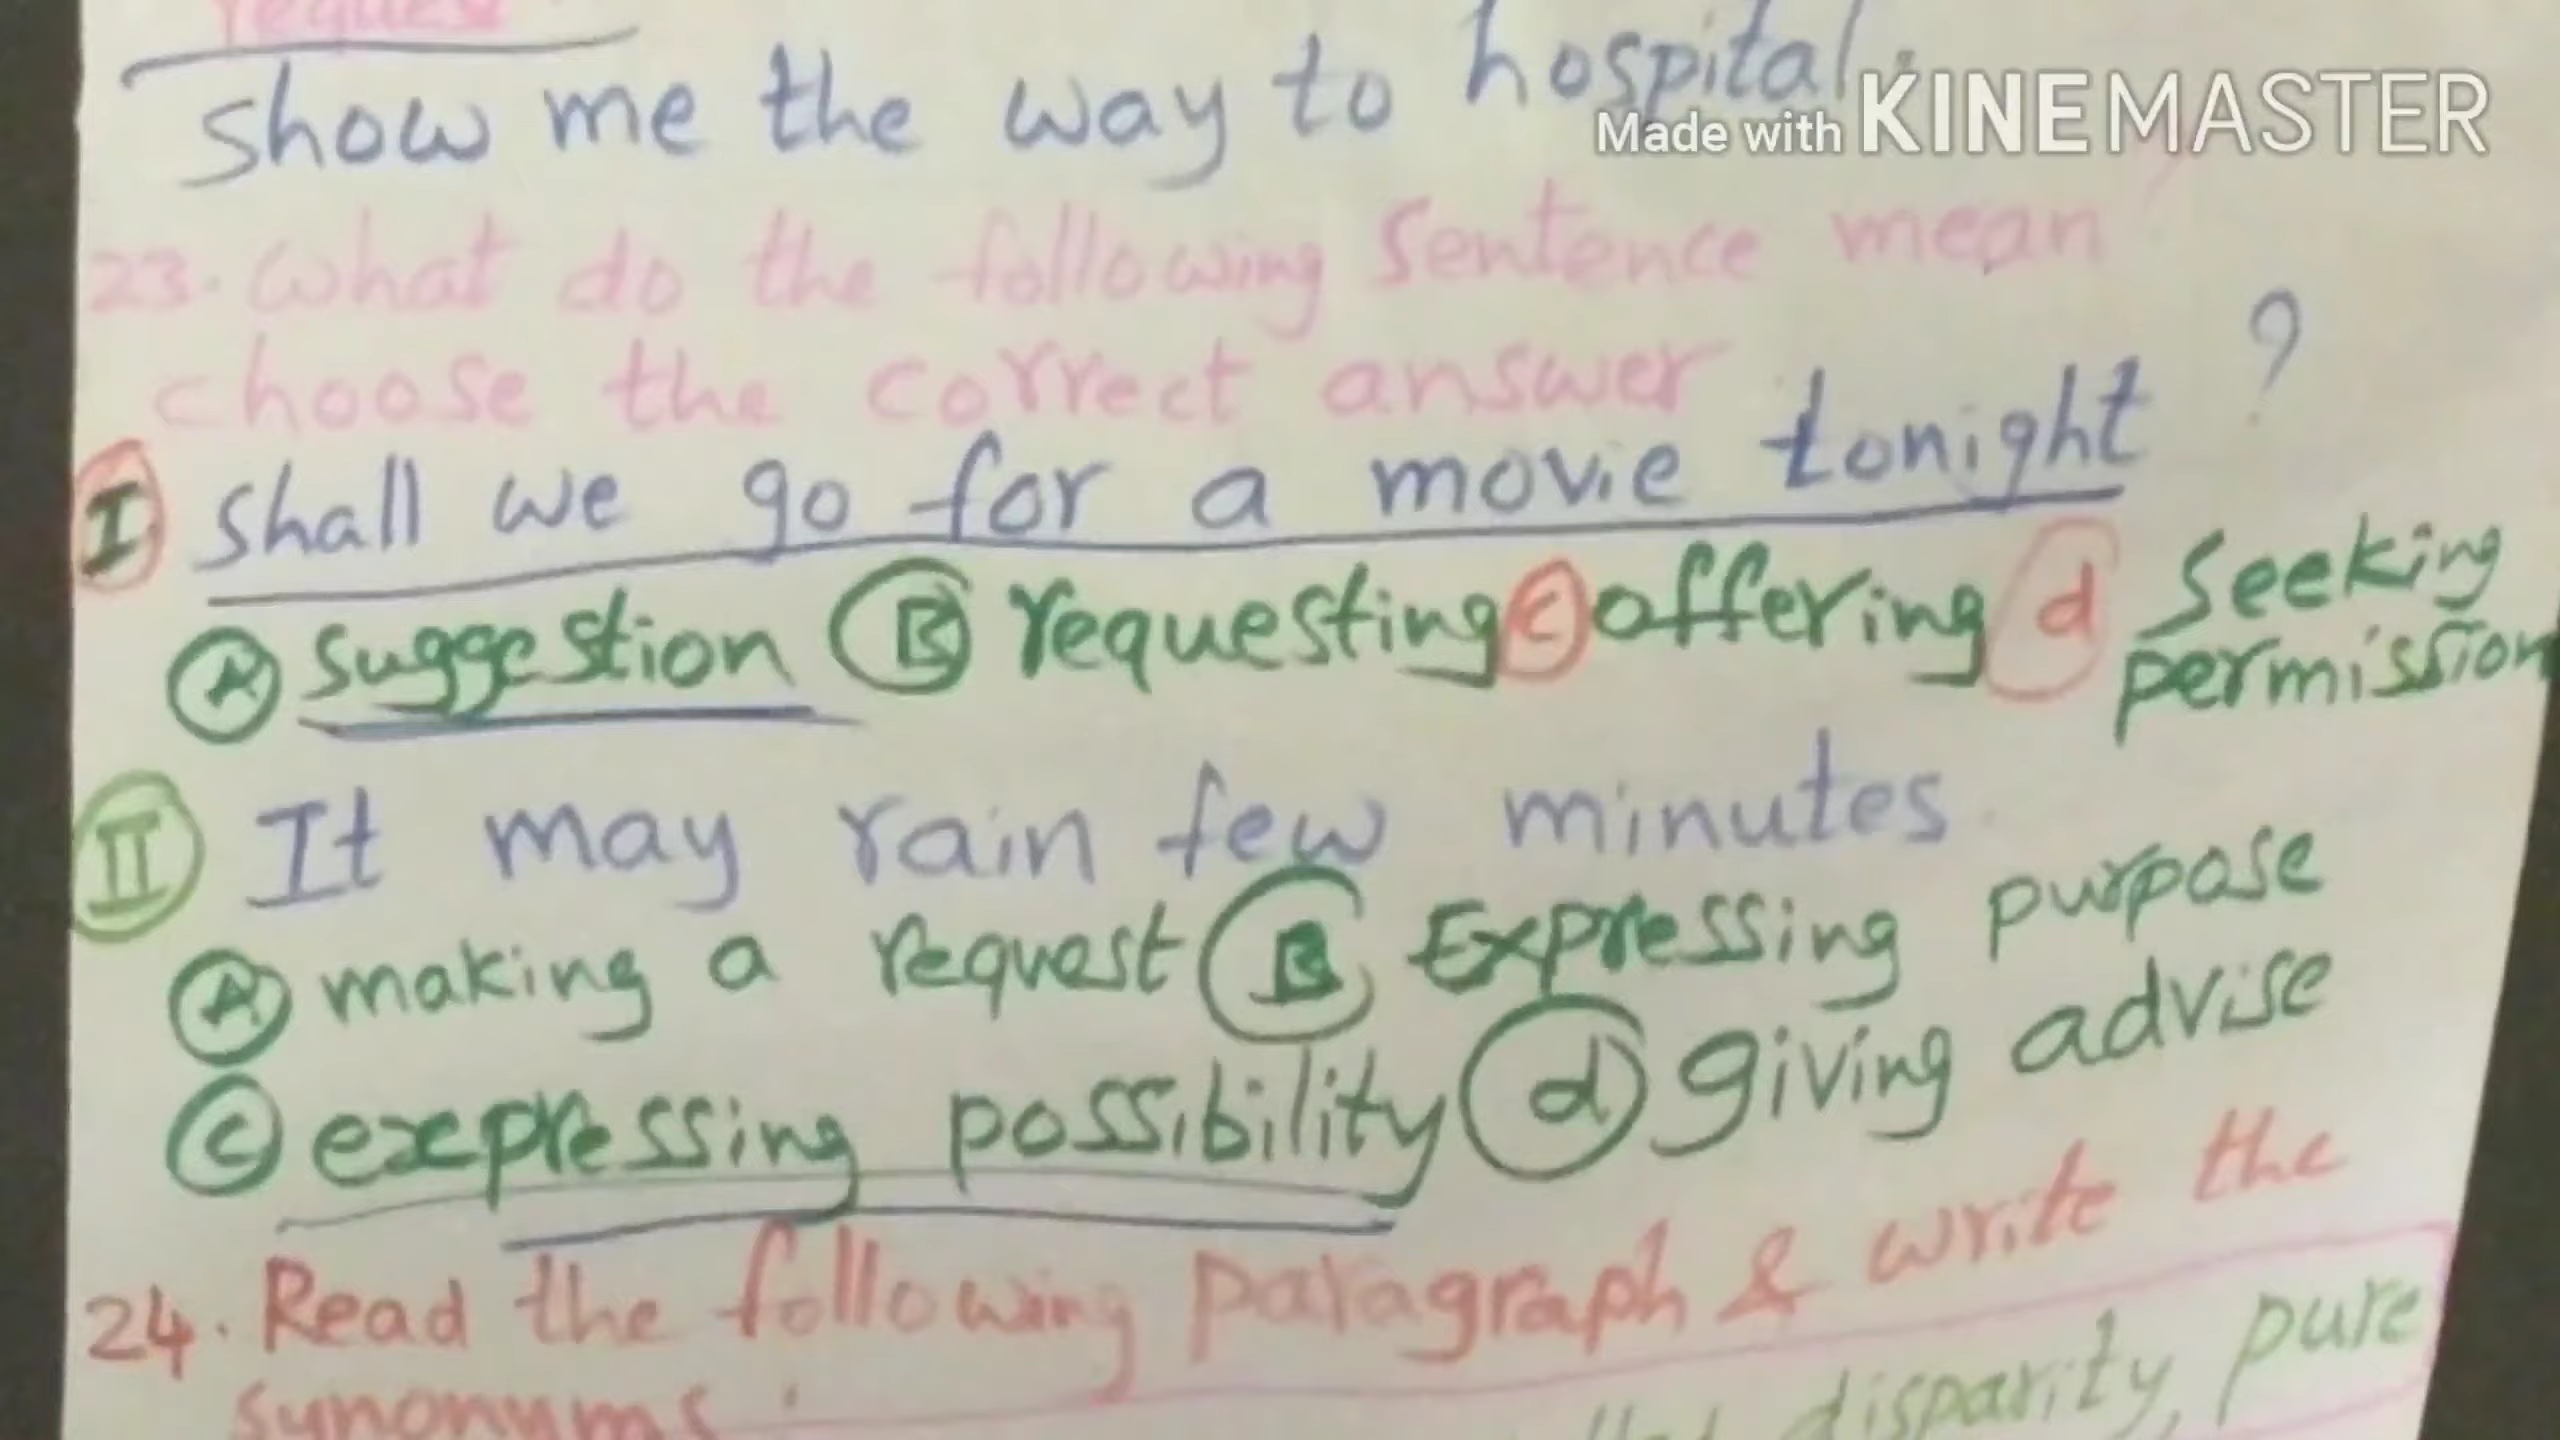 request
show me the way to hospital.
Made with KINEMASTER
23. What do the following sentence mean?
choose the correct answer
I shall we go for a movie tonight ?
A suggestion B requesting c offering d seeking permission
II It may rain few minutes.
A making a request B Expressing purpose
C expressing possibility d giving advise
24. Read the following paragraph & write the
synonyms :
disparity, pure